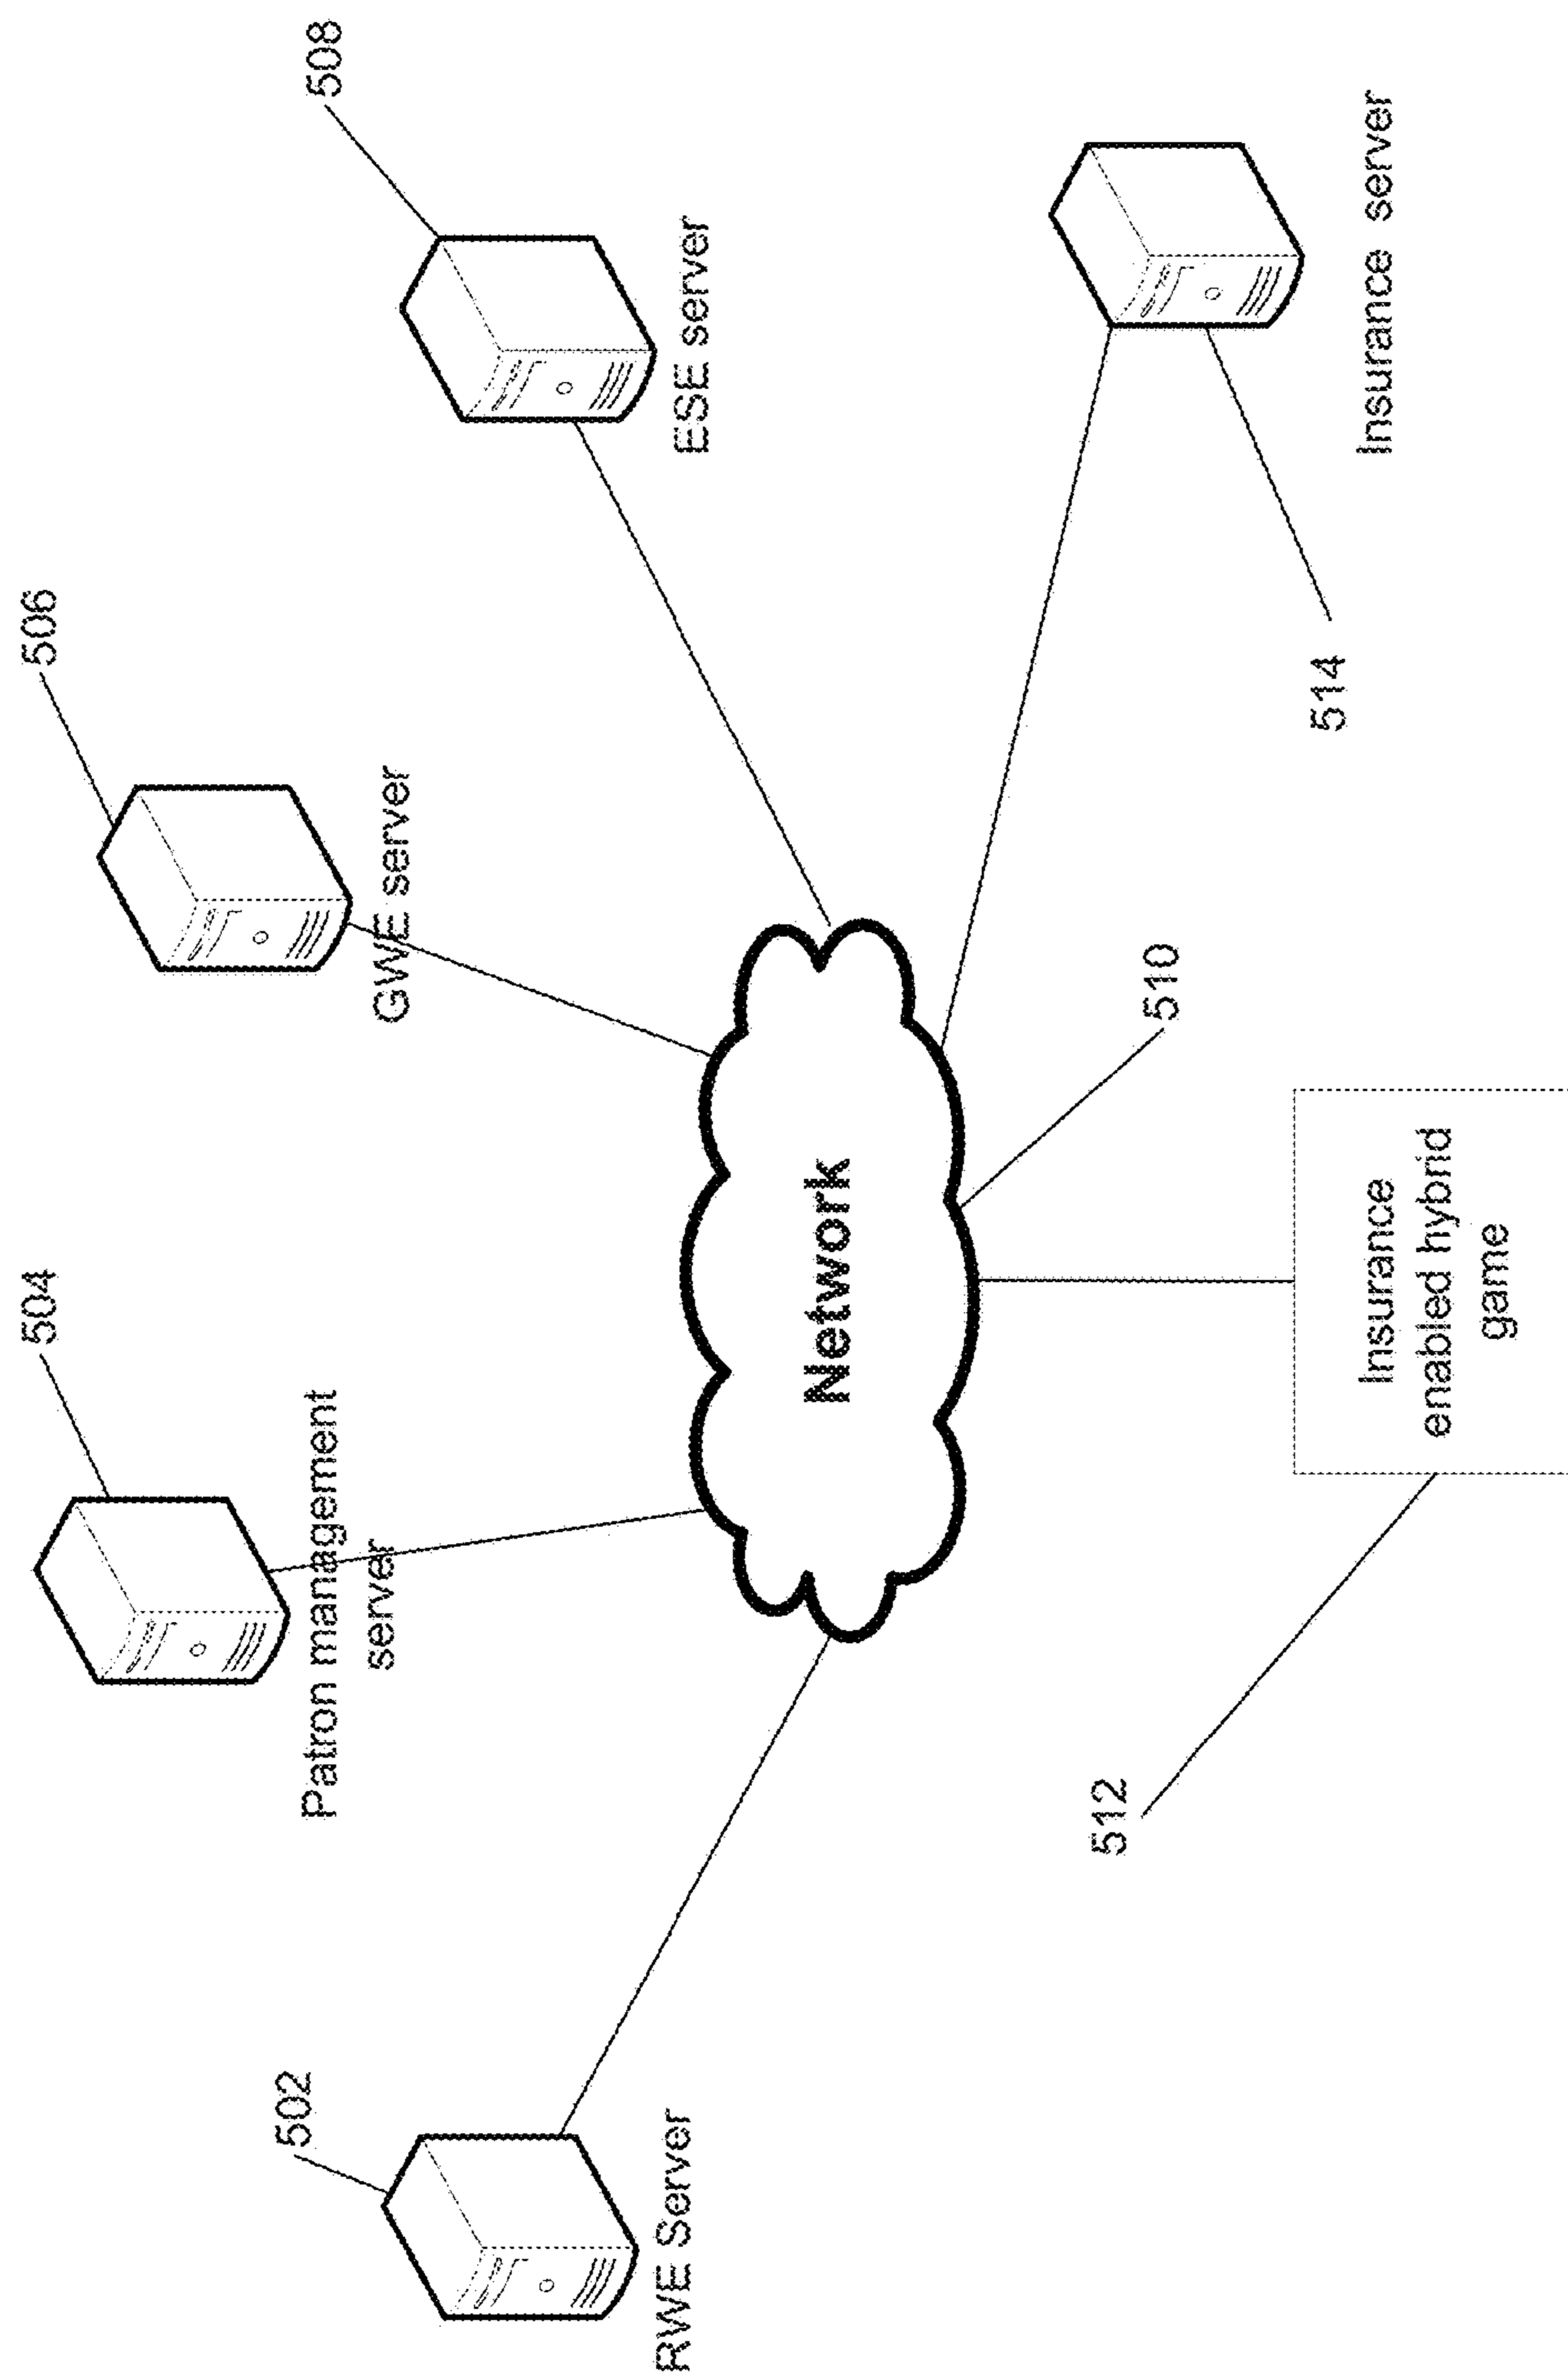 504
506
508
502
Patron management
server
GWE server
ESE server
RWE Server
Network
510
512
Insurance
enabled hybrid
game
514
Insurance server